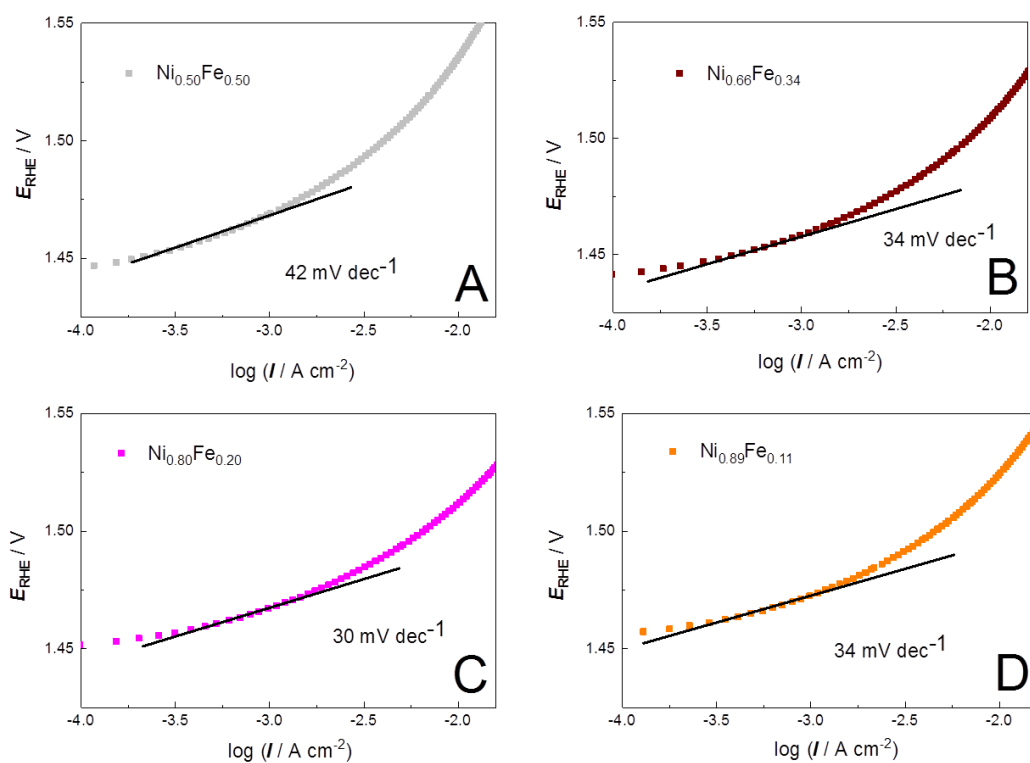 1.55
1.50
1.45
E_RHE / V
Ni0.50Fe0.50
42 mV dec-1
A
-4.0 -3.5 -3.0 -2.5 -2.0
log (I / A cm-2)
1.55
1.50
1.45
E_RHE / V
Ni0.66Fe0.34
34 mV dec-1
B
-4.0 -3.5 -3.0 -2.5 -2.0
log (I / A cm-2)
1.55
1.50
1.45
E_RHE / V
Ni0.80Fe0.20
30 mV dec-1
C
-4.0 -3.5 -3.0 -2.5 -2.0
log (I / A cm-2)
1.55
1.50
1.45
E_RHE / V
Ni0.89Fe0.11
34 mV dec-1
D
-4.0 -3.5 -3.0 -2.5 -2.0
log (I / A cm-2)